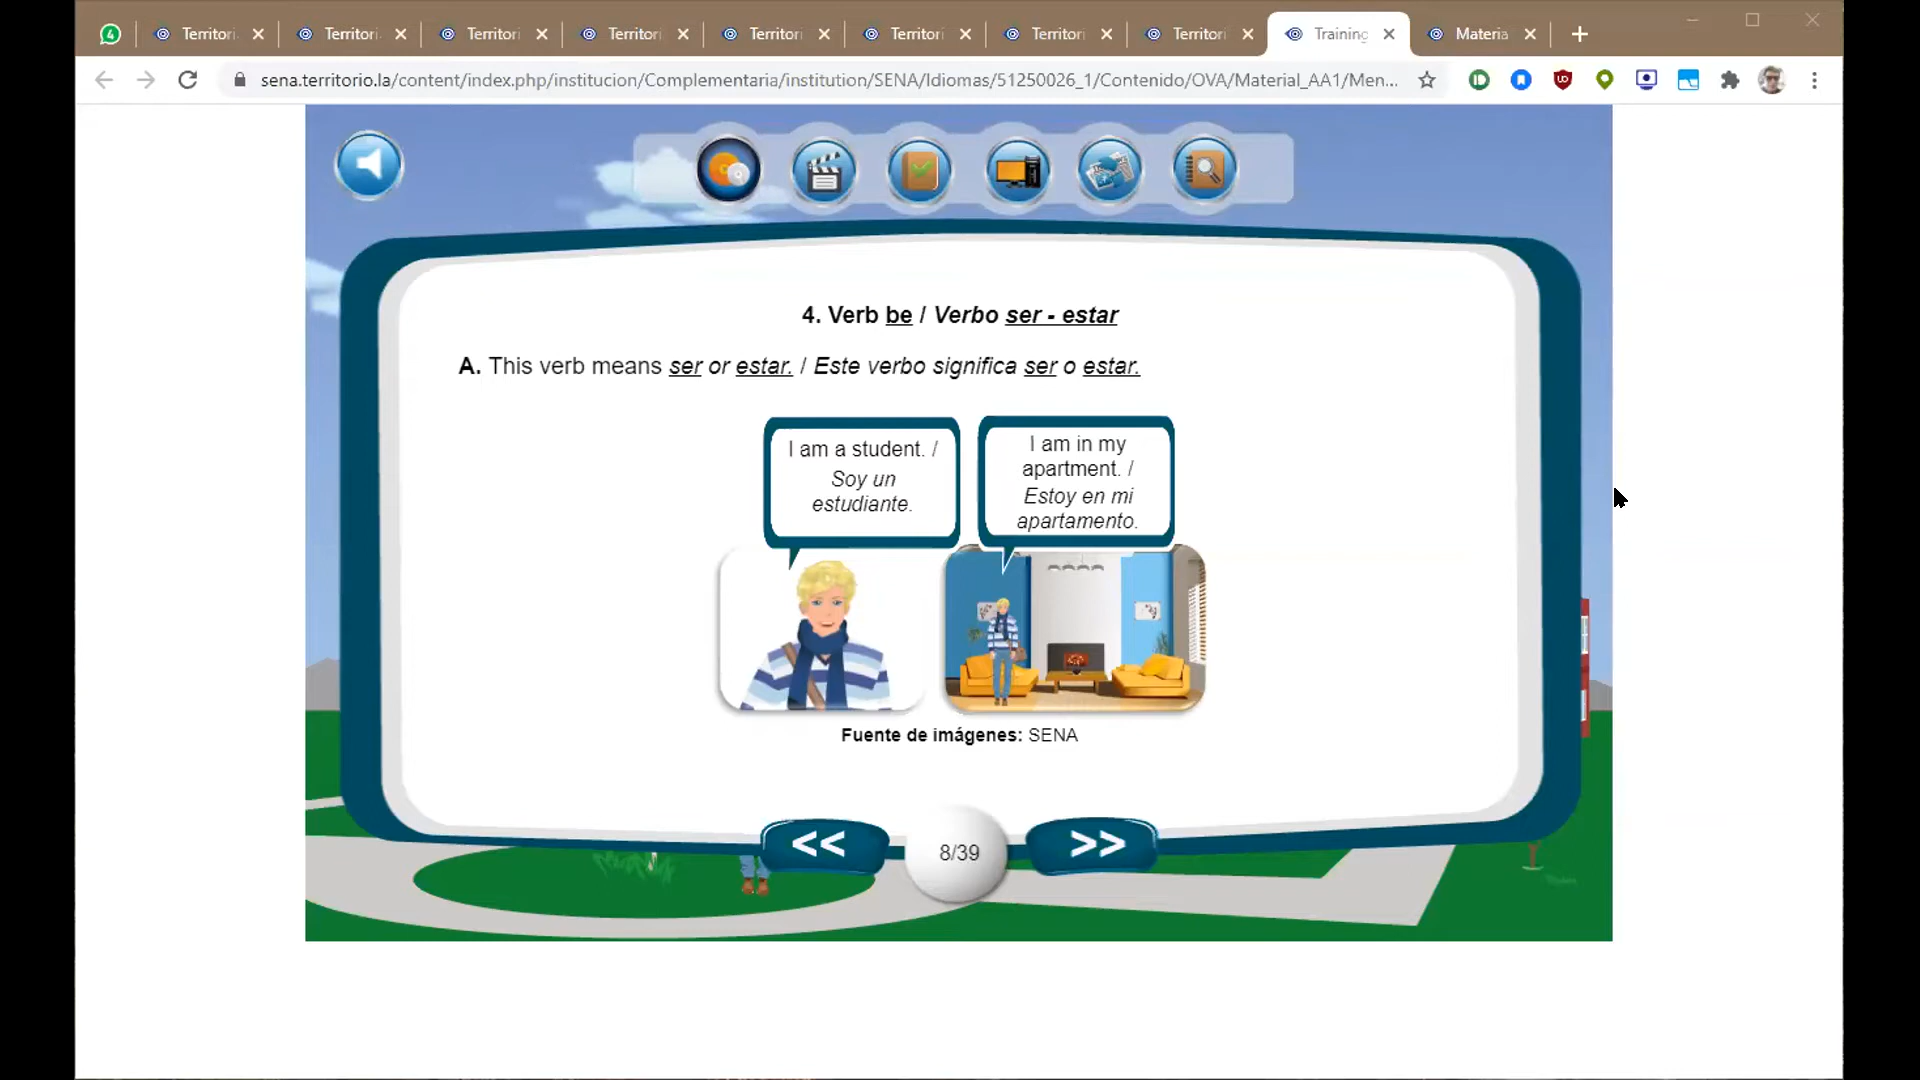 4
Territori
Territori
Territori
Territori
Territori
Territori
Territori
Territori
Training
Materia
sena.territorio.la/content/index.php/institucion/Complementaria/institution/SENA/Idiomas/51250026_1/Contenido/OVA/Material_AA1/Men...
4. Verb be / Verbo ser - estar
A. This verb means ser or estar. / Este verbo significa ser o estar.
I am a student. /
Soy un
estudiante.
I am in my
apartment. /
Estoy en mi
apartamento.
Fuente de imágenes: SENA
<<
8/39
>>